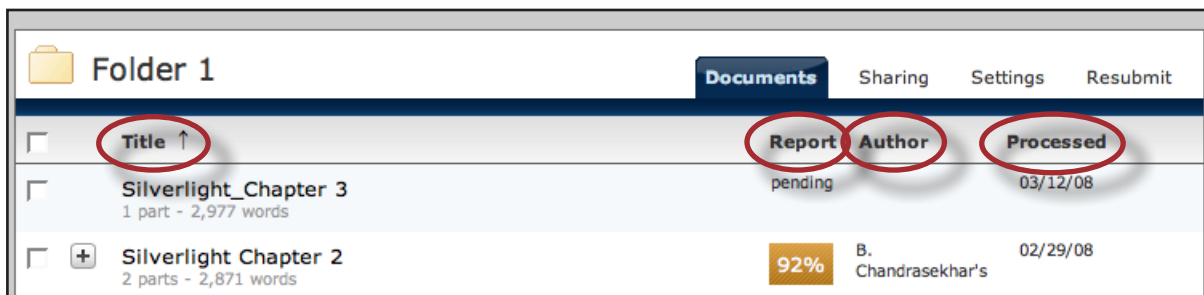 Folder 1
Documents Sharing Settings Resubmit
Title ↑ Report Author Processed
Silverlight_Chapter 3 pending 03/12/08
1 part - 2,977 words
Silverlight Chapter 2 92% B. Chandrasekhar's 02/29/08
2 parts - 2,871 words